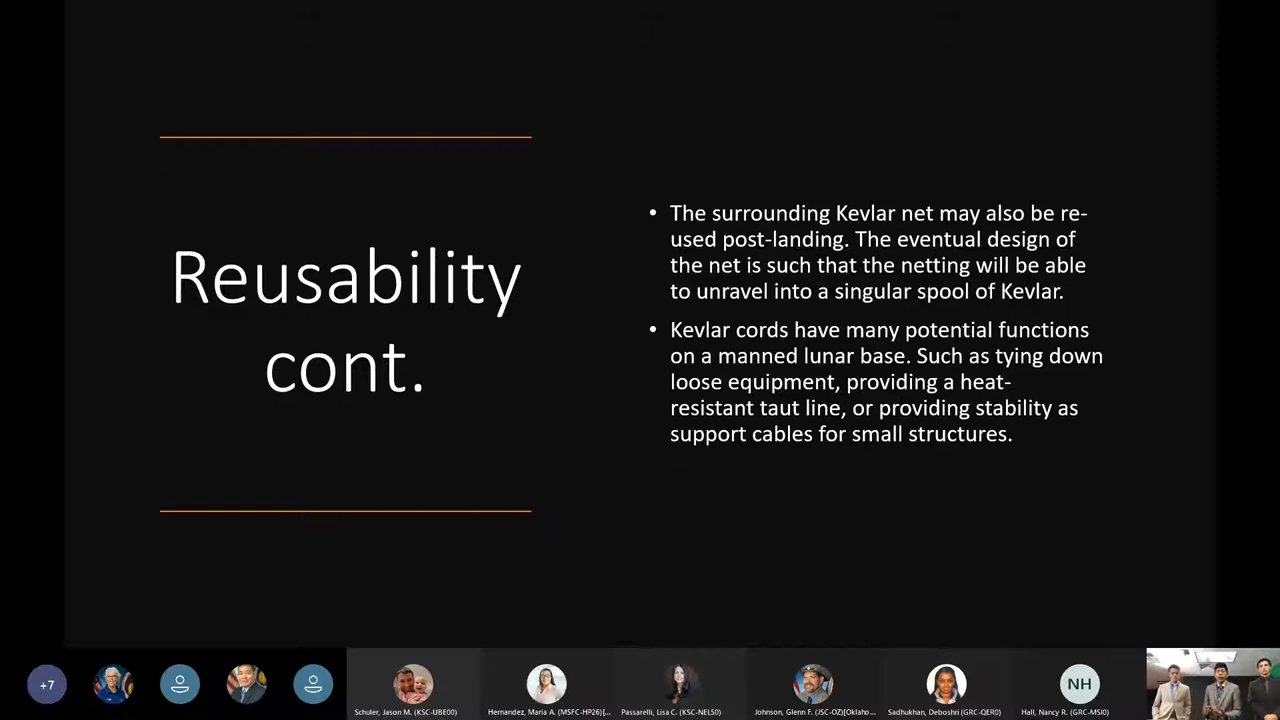 Reusability
cont.
• The surrounding Kevlar net may also be re-
used post-landing. The eventual design of
the net is such that the netting will be able
to unravel into a singular spool of Kevlar.
• Kevlar cords have many potential functions
on a manned lunar base. Such as tying down
loose equipment, providing a heat-
resistant taut line, or providing stability as
support cables for small structures.
+7
Schuler, Jason M. (KSC-UBE00)
Hernandez, Maria A. (MSFC-HP26)[...
Passarelli, Lisa C. (KSC-NEL50)
Johnson, Glenn F. (JSC-OZ)[Oklaho...
Sadhukhan, Deboshri (GRC-QER0)
NH
Hall, Nancy R. (GRC-MSI0)